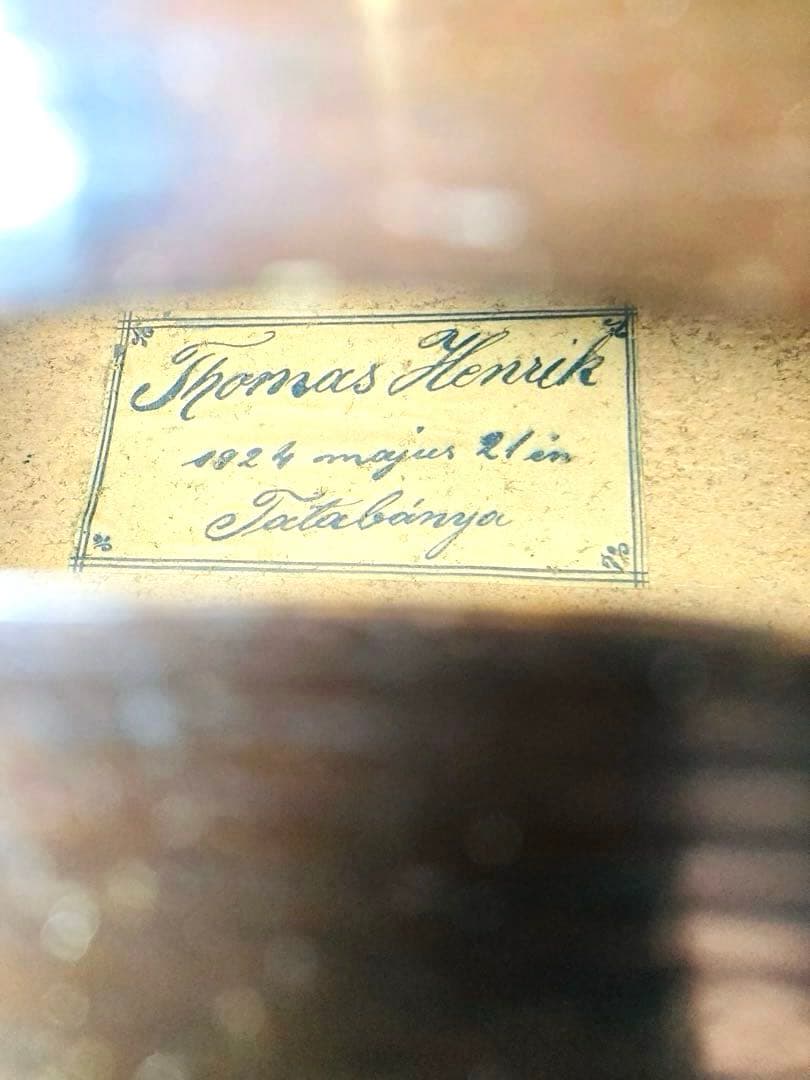 Thomas Henrik
1924 majus 21 én
Tatabánya